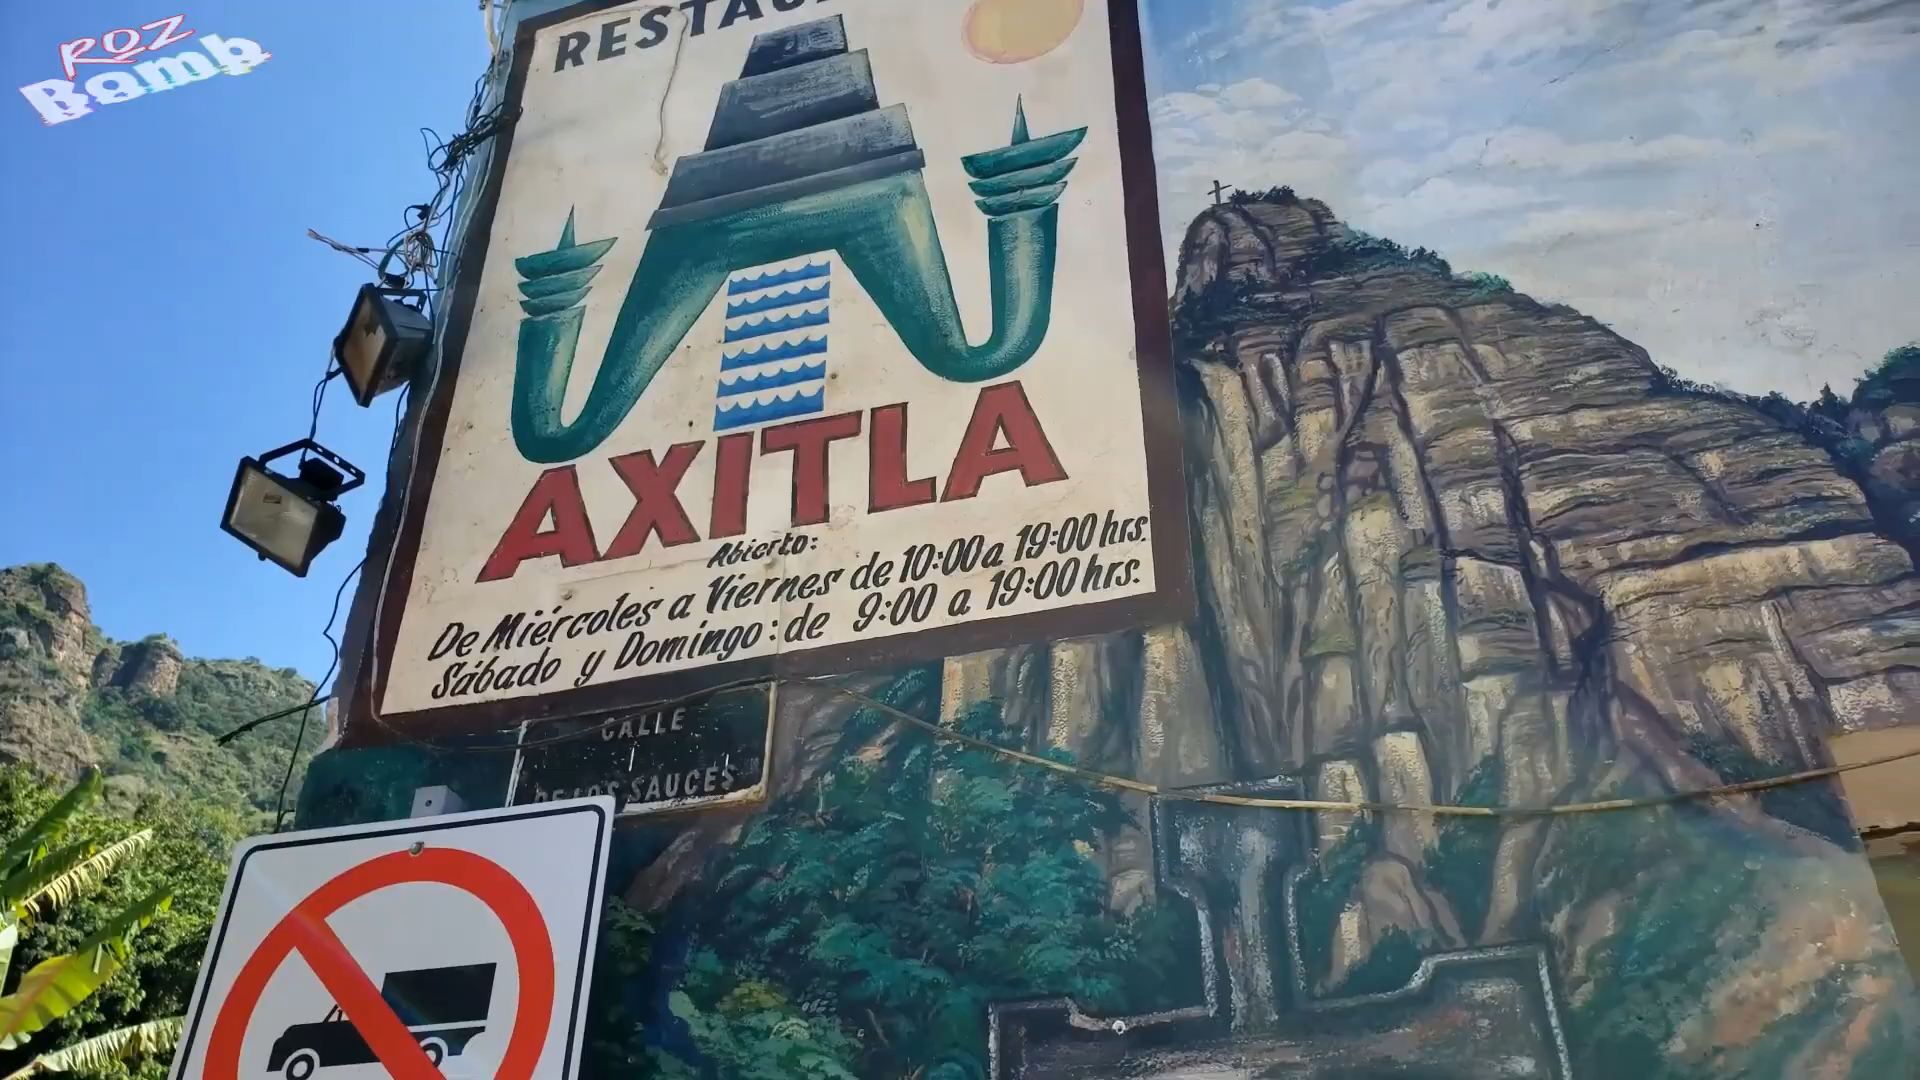 ROZ
Bomb
RESTAU
AXITLA
Abierto:
De Miércoles a Viernes de 10:00 a 19:00 hrs.
Sábado y Domingo: de 9:00 a 19:00 hrs.
CALLE
DE LOS SAUCES